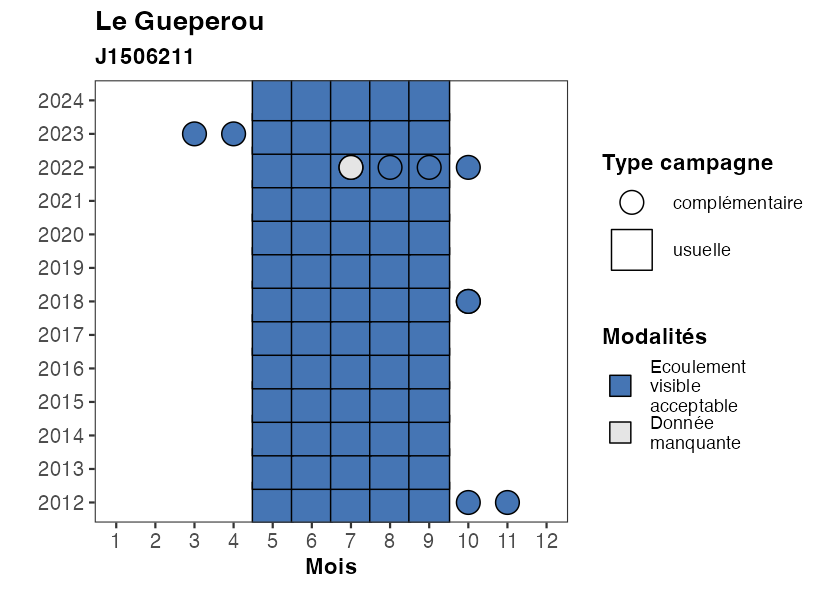 Le Gueperou
J1506211
2024
2023
2022
2021
2020
2019
2018
2017
2016
2015
2014
2013
2012
1 2 3 4 5 6 7 8 9 10 11 12
Mois
Type campagne
complémentaire
usuelle
Modalités
Ecoulement
visible
acceptable
Donnée
manquante